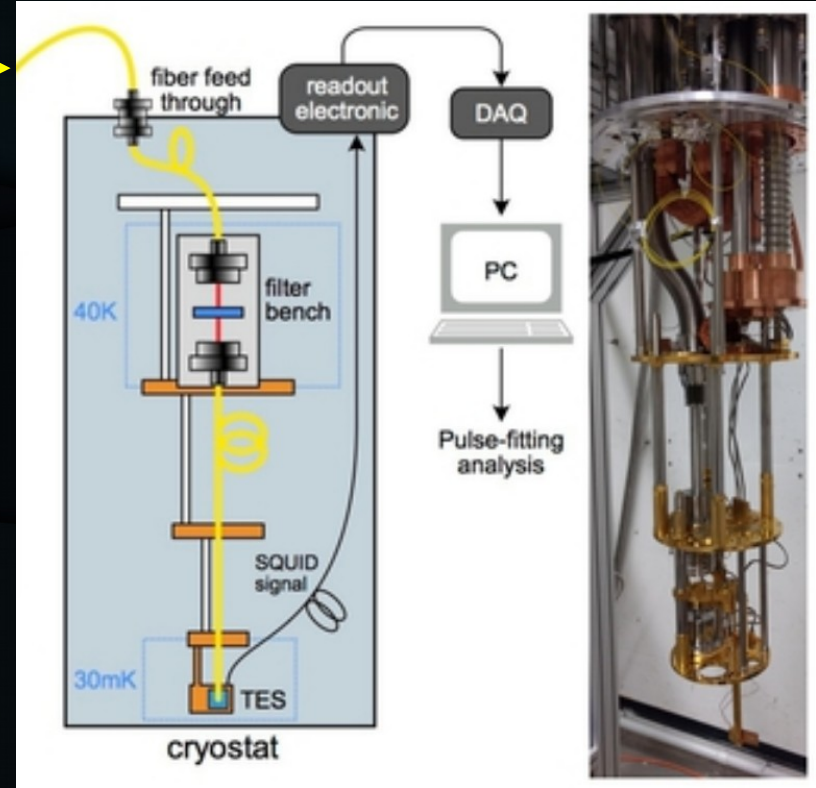 fiber feed
through
readout
electronic
DAQ
40K
filter
bench
PC
Pulse-fitting
analysis
SQUID
signal
30mK
TES
cryostat